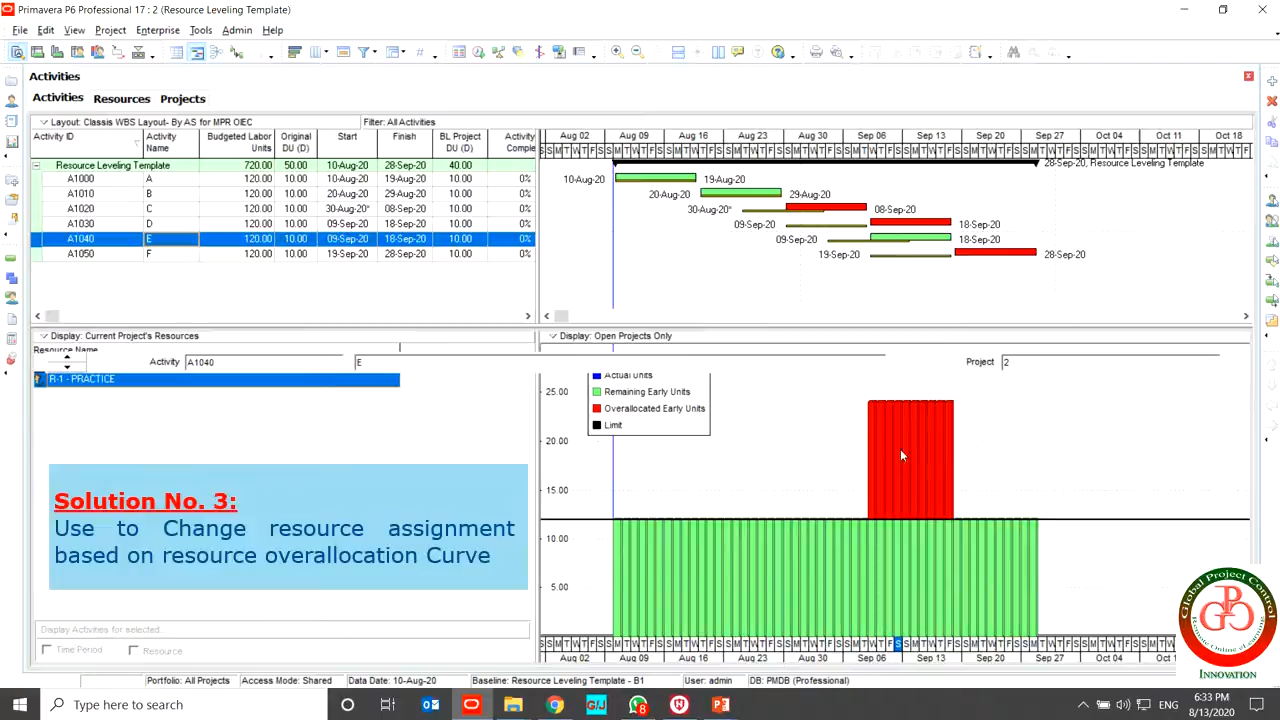 Primavera P6 Professional 17 : 2 (Resource Leveling Template)
File Edit View Project Enterprise Tools Admin Help
Activities
Activities Resources Projects
Layout: Classis WBS Layout- By AS for MPR OIEC Filter: All Activities
Activity ID Activity Name Budgeted Labor Units Original DU (D) Start Finish BL Project DU (D) Activity Comple
Aug 02 Aug 09 Aug 16 Aug 23 Aug 30 Sep 06 Sep 13 Sep 20 Sep 27 Oct 04 Oct 11 Oct 18
Resource Leveling Template 720.00 50.00 10-Aug-20 28-Sep-20 40.00 28-Sep-20, Resource Leveling Template
A1000 A 120.00 10.00 10-Aug-20 19-Aug-20 10.00 0% 10-Aug-20 19-Aug-20
A1010 B 120.00 10.00 20-Aug-20 29-Aug-20 10.00 0% 20-Aug-20 29-Aug-20
A1020 C 120.00 10.00 30-Aug-20* 08-Sep-20 10.00 0% 30-Aug-20* 08-Sep-20
A1030 D 120.00 10.00 09-Sep-20 18-Sep-20 10.00 0% 09-Sep-20 18-Sep-20
A1040 E 120.00 10.00 09-Sep-20 18-Sep-20 10.00 0% 09-Sep-20 18-Sep-20
A1050 F 120.00 10.00 19-Sep-20 28-Sep-20 10.00 0% 19-Sep-20 28-Sep-20
Display: Current Project's Resources Display: Open Projects Only
Resource Name
Activity A1040 E Project 2
R-1 - PRACTICE
Actual Units
Remaining Early Units
Overallocated Early Units
Limit
25.00
20.00
15.00
10.00
5.00
Solution No. 3:
Use to Change resource assignment
based on resource overallocation Curve
Display Activities for selected...
Time Period Resource
Aug 02 Aug 09 Aug 16 Aug 23 Aug 30 Sep 06 Sep 13 Sep 20 Sep 27 Oct 04 Oct 11
Global Project Control
INNOVATION
Portfolio: All Projects Access Mode: Shared Data Date: 10-Aug-20 Baseline: Resource Leveling Template - B1 User: admin DB: PMDB (Professional)
Type here to search
ENG
6:33 PM
8/13/2020